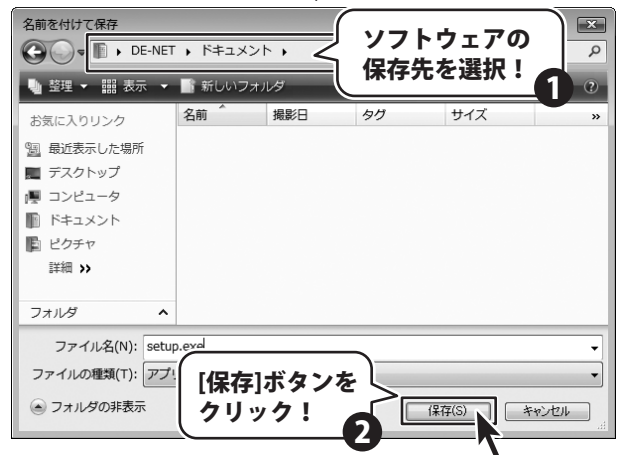 名前を付けて保存
DE-NET ▸ ドキュメント ▸
ソフトウェアの
保存先を選択！
1
整理 ▼ 表示 ▼ 新しいフォルダ
お気に入りリンク
名前 撮影日 タグ サイズ »
最近表示した場所
デスクトップ
コンピュータ
ドキュメント
ピクチャ
詳細 »
フォルダ
ファイル名(N): setup.exe
ファイルの種類(T): アプ
[保存]ボタンを
クリック！
2
フォルダの非表示
保存(S) キャンセル